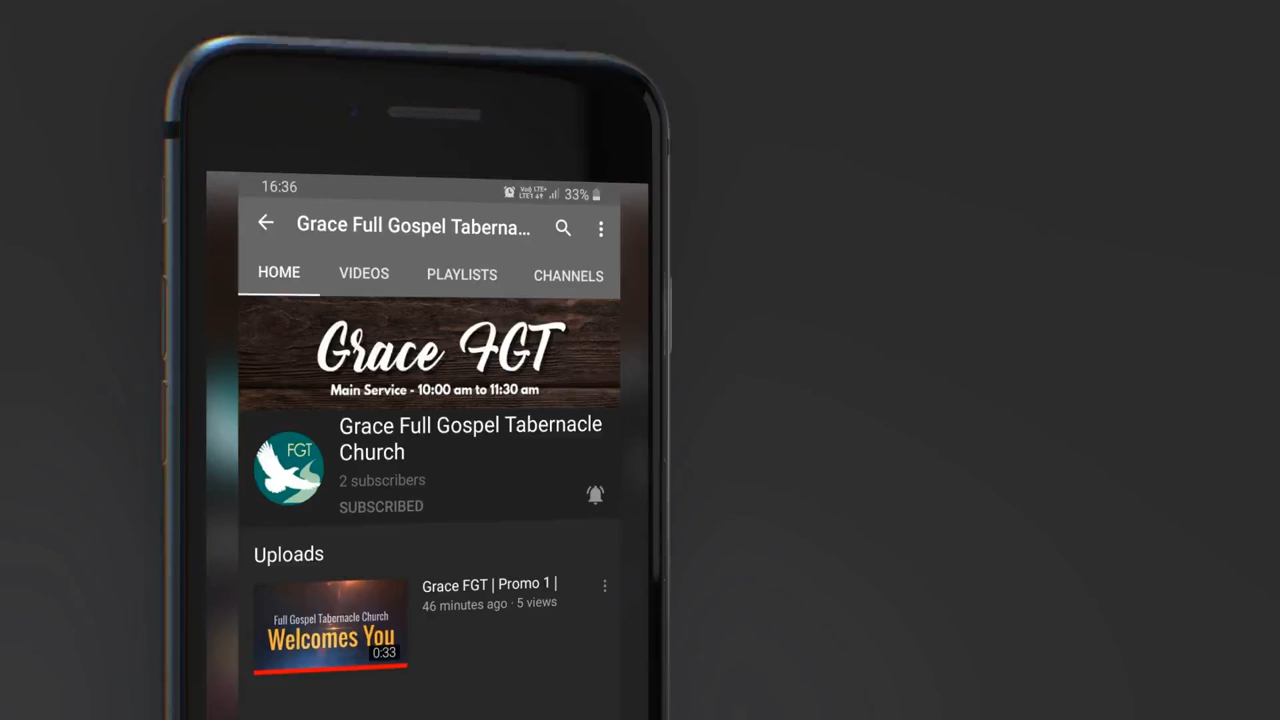 16:36
33%
Grace Full Gospel Taberna...
HOME VIDEOS PLAYLISTS CHANNELS
Grace FGT
Main Service - 10:00 am to 11:30 am
FGT
Grace Full Gospel Tabernacle
Church
2 subscribers
SUBSCRIBED
Uploads
Grace FGT | Promo 1 |
46 minutes ago · 5 views
Full Gospel Tabernacle Church
Welcomes You
0:33